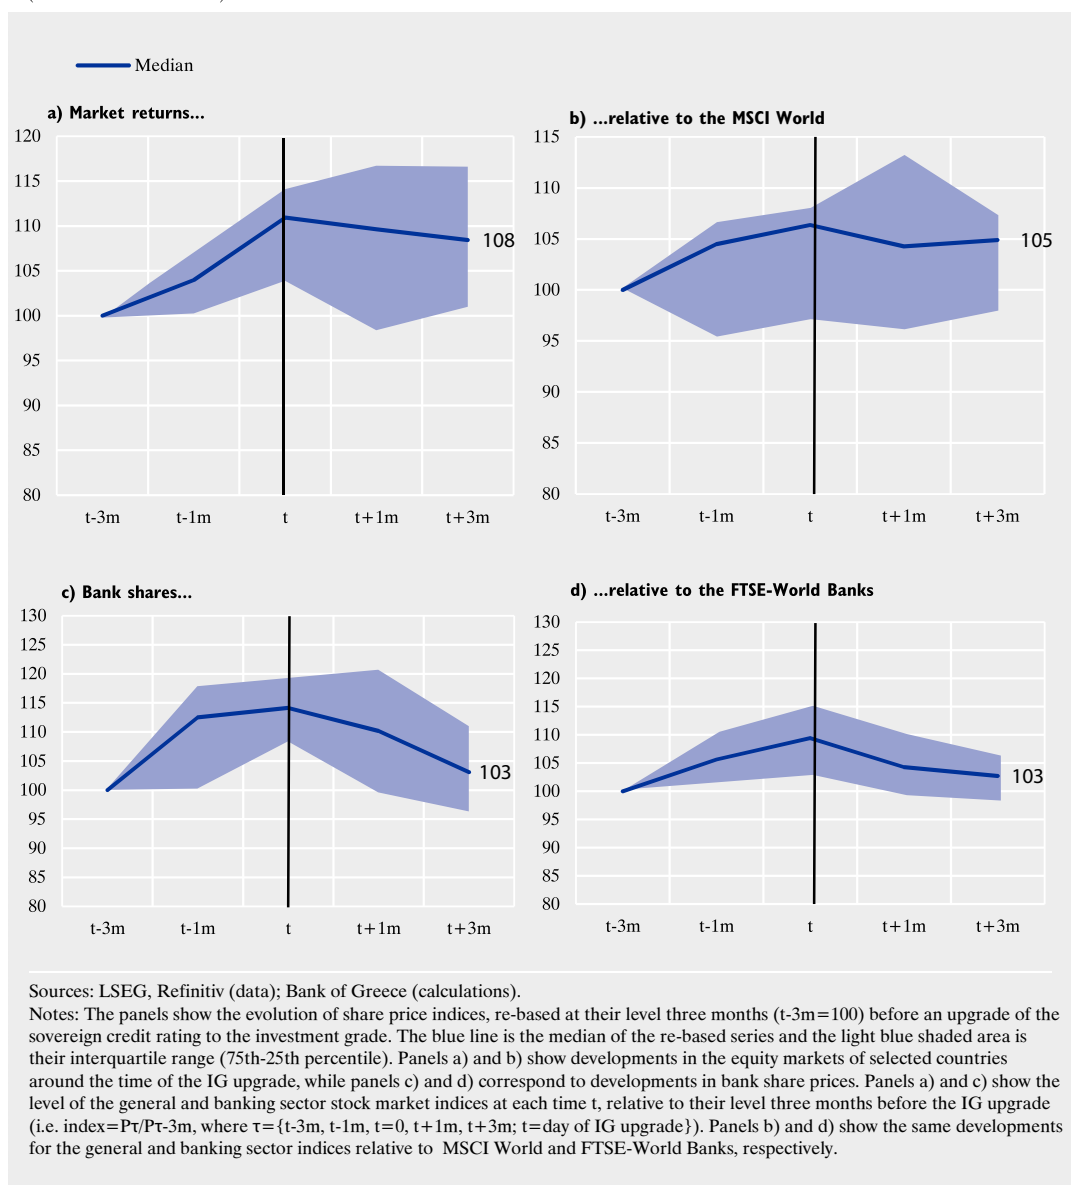 Median
a) Market returns...
120
115
110
105
100
95
90
85
80
108
t-3m t-1m t t+1m t+3m
b) ...relative to the MSCI World
115
110
105
100
95
90
85
80
105
t-3m t-1m t t+1m t+3m
c) Bank shares...
130
125
120
115
110
105
100
95
90
85
80
103
t-3m t-1m t t+1m t+3m
d) ...relative to the FTSE-World Banks
130
125
120
115
110
105
100
95
90
85
80
103
t-3m t-1m t t+1m t+3m
Sources: LSEG, Refinitiv (data); Bank of Greece (calculations).
Notes: The panels show the evolution of share price indices, re-based at their level three months (t-3m=100) before an upgrade of the
sovereign credit rating to the investment grade. The blue line is the median of the re-based series and the light blue shaded area is
their interquartile range (75th-25th percentile). Panels a) and b) show developments in the equity markets of selected countries
around the time of the IG upgrade, while panels c) and d) correspond to developments in bank share prices. Panels a) and c) show the
level of the general and banking sector stock market indices at each time t, relative to their level three months before the IG upgrade
(i.e. index=Pτ/Pτ-3m, where τ={t-3m, t-1m, t=0, t+1m, t+3m; t=day of IG upgrade}). Panels b) and d) show the same developments
for the general and banking sector indices relative to MSCI World and FTSE-World Banks, respectively.